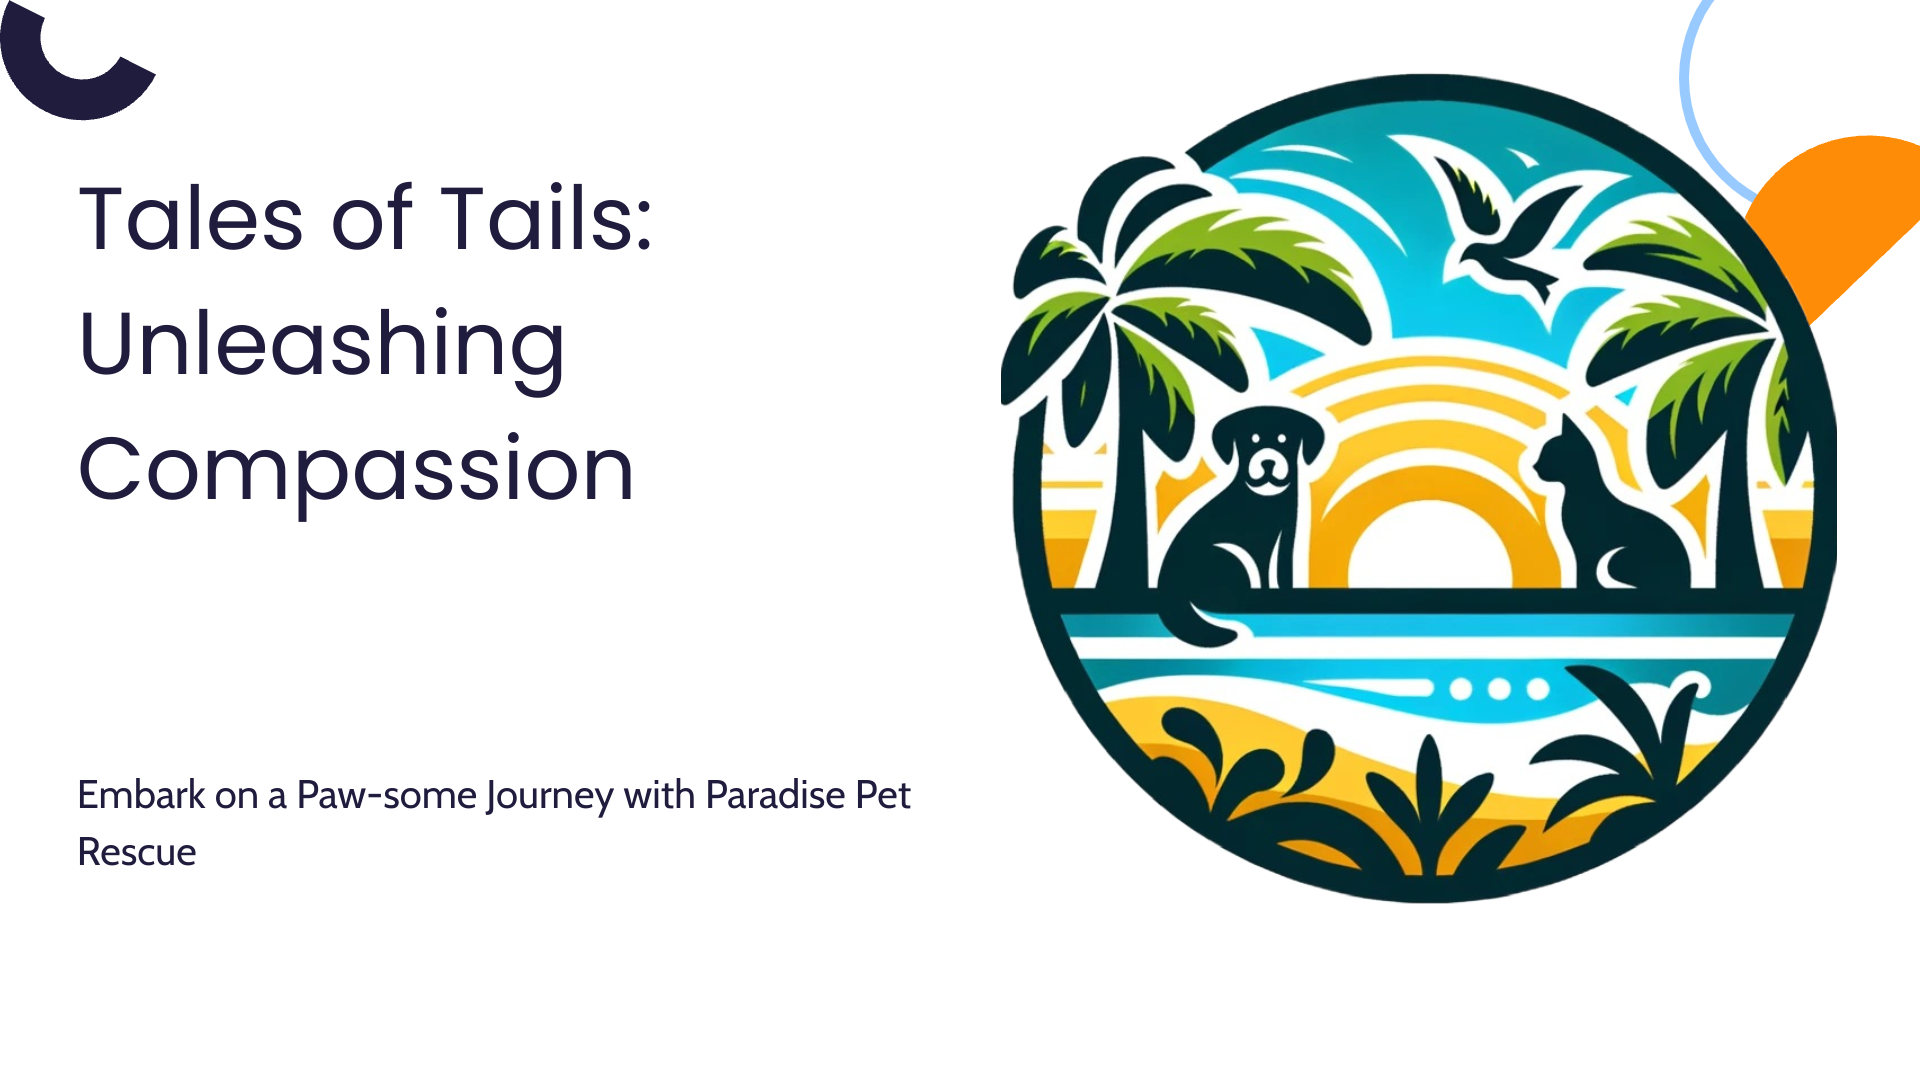 Tales of Tails:
Unleashing
Compassion
Embark on a Paw-some Journey with Paradise Pet
Rescue